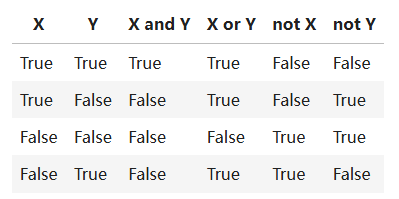 X Y X and Y X or Y not X not Y
True True True True False False
True False False True False True
False False False False True True
False True False True True False